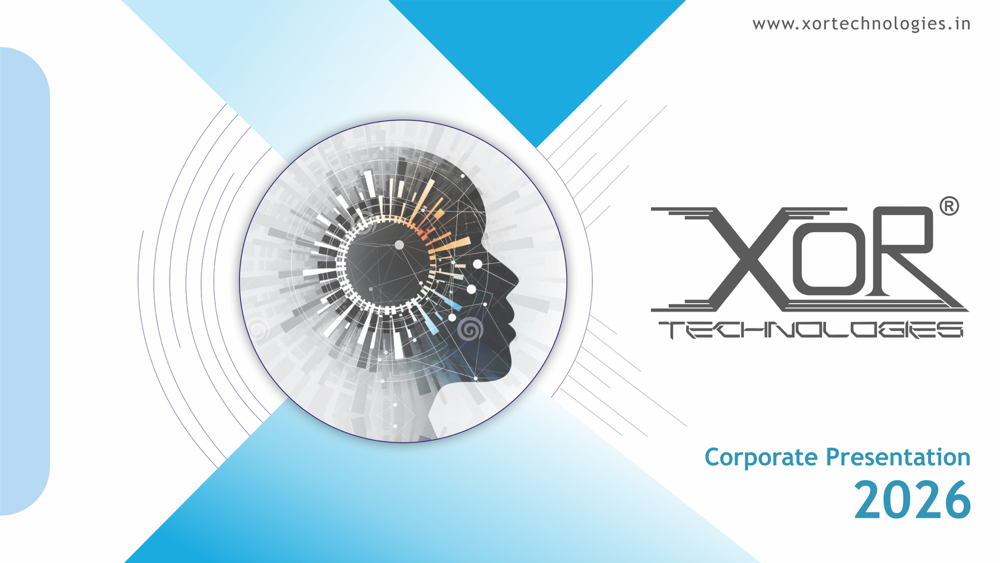 www.xortechnologies.in
XOR®
TECHNOLOGIES
Corporate Presentation
2026